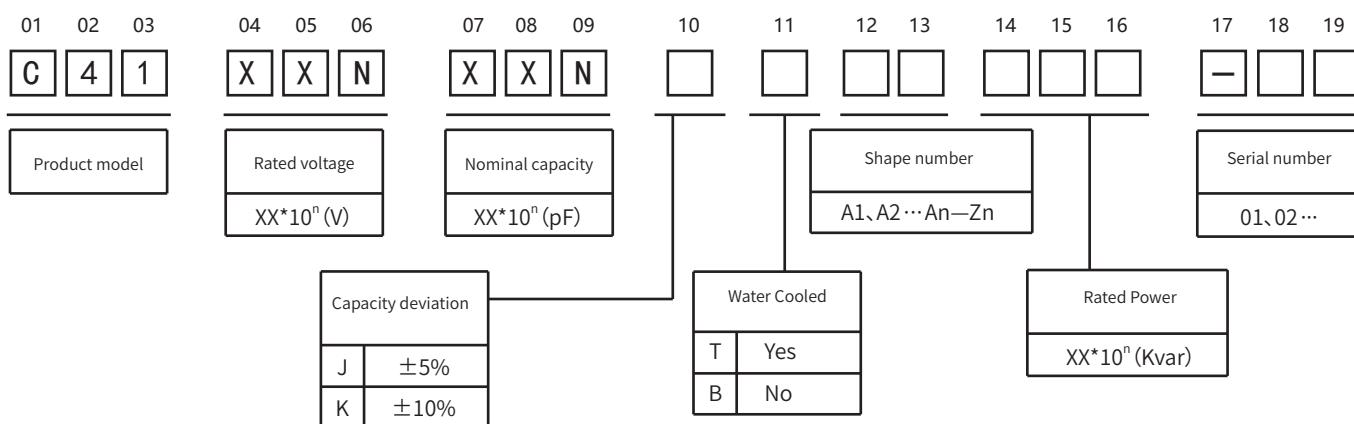 01 02 03 04 05 06 07 08 09 10 11 12 13 14 15 16 17 18 19
C 4 1 X X N X X N —
Product model
Rated voltage
XX*10ⁿ (V)
Nominal capacity
XX*10ⁿ (pF)
Shape number
A1、A2···An—Zn
Serial number
01、02···
Capacity deviation
J ±5%
K ±10%
Water Cooled
T Yes
B No
Rated Power
XX*10ⁿ (Kvar)